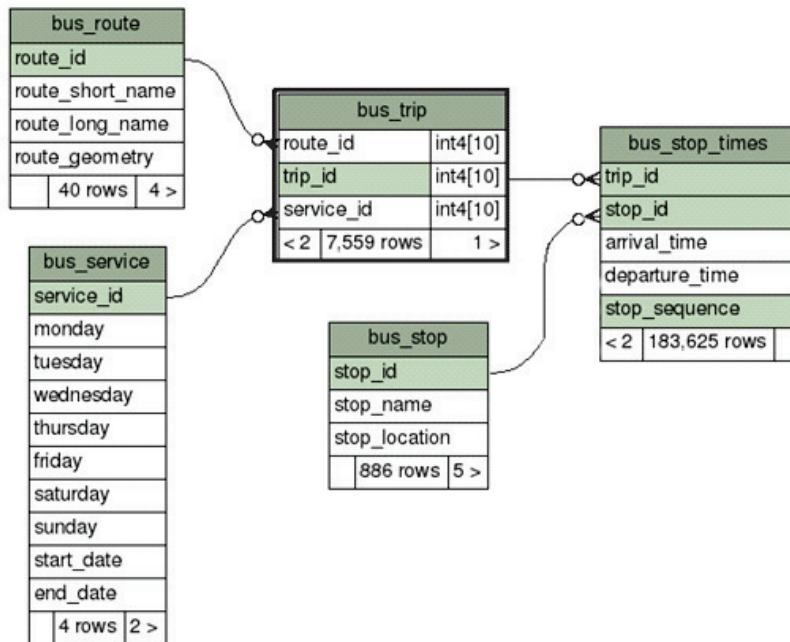 bus_route
route_id
route_short_name
route_long_name
route_geometry
40 rows 4 >
bus_trip
route_id int4[10]
trip_id int4[10]
service_id int4[10]
< 2 7,559 rows 1 >
bus_stop_times
trip_id
stop_id
arrival_time
departure_time
stop_sequence
< 2 183,625 rows
bus_service
service_id
monday
tuesday
wednesday
thursday
friday
saturday
sunday
start_date
end_date
4 rows 2 >
bus_stop
stop_id
stop_name
stop_location
886 rows 5 >